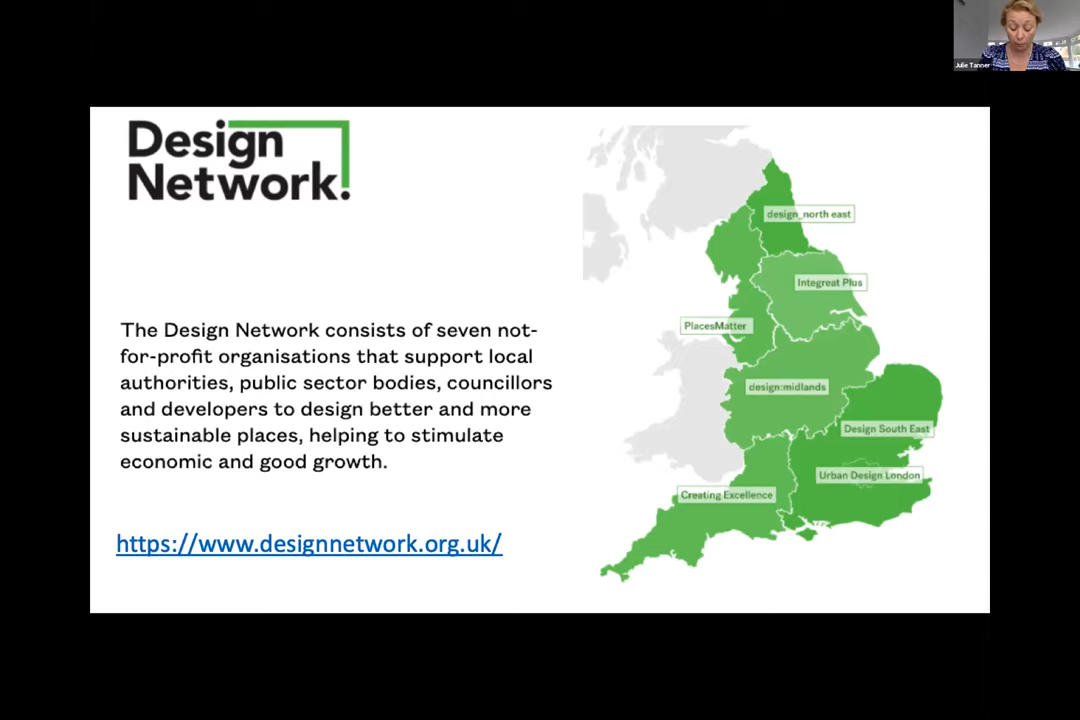 Julie Tanner
Design
Network.
design_north east
Integreat Plus
PlacesMatter
design:midlands
Design South East
Urban Design London
Creating Excellence
The Design Network consists of seven not-
for-profit organisations that support local
authorities, public sector bodies, councillors
and developers to design better and more
sustainable places, helping to stimulate
economic and good growth.
https://www.designnetwork.org.uk/